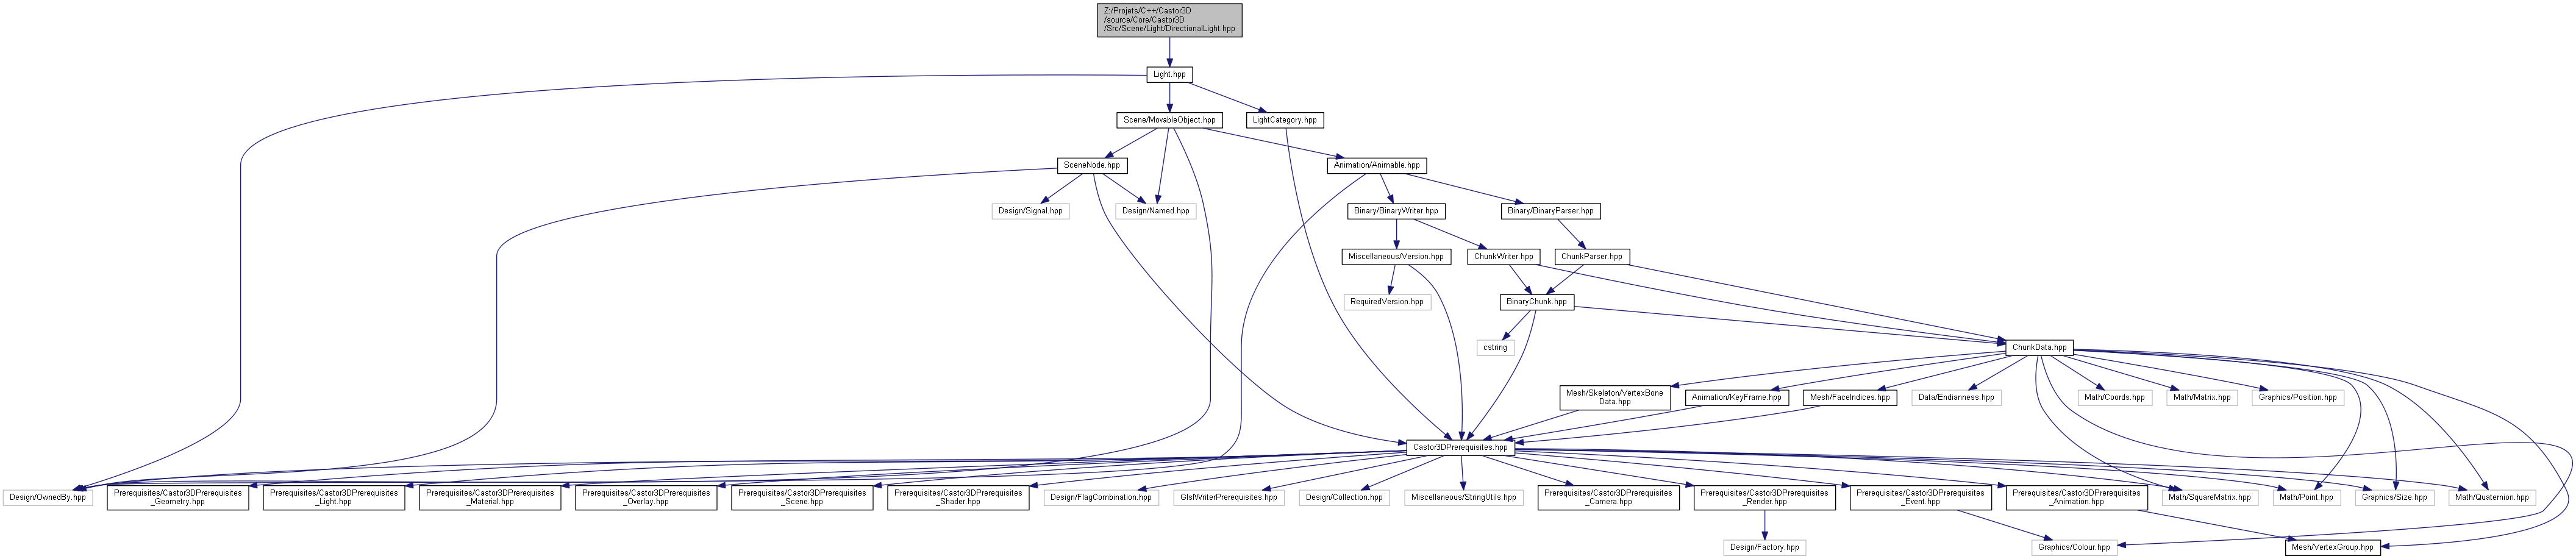 Z:/Projets/C++/Castor3D
/source/Core/Castor3D
/Src/Scene/Light/DirectionalLight.hpp
Light.hpp
Scene/MovableObject.hpp
LightCategory.hpp
SceneNode.hpp
Animation/Animable.hpp
Design/Signal.hpp
Design/Named.hpp
Binary/BinaryWriter.hpp
Binary/BinaryParser.hpp
Miscellaneous/Version.hpp
ChunkWriter.hpp
ChunkParser.hpp
RequiredVersion.hpp
BinaryChunk.hpp
cstring
ChunkData.hpp
Mesh/Skeleton/VertexBone
Data.hpp
Animation/KeyFrame.hpp
Mesh/FaceIndices.hpp
Data/Endianness.hpp
Math/Coords.hpp
Math/Matrix.hpp
Graphics/Position.hpp
Castor3DPrerequisites.hpp
Design/OwnedBy.hpp
Prerequisites/Castor3DPrerequisites
_Geometry.hpp
Prerequisites/Castor3DPrerequisites
_Light.hpp
Prerequisites/Castor3DPrerequisites
_Material.hpp
Prerequisites/Castor3DPrerequisites
_Overlay.hpp
Prerequisites/Castor3DPrerequisites
_Scene.hpp
Prerequisites/Castor3DPrerequisites
_Shader.hpp
Design/FlagCombination.hpp
GlslWriterPrerequisites.hpp
Design/Collection.hpp
Miscellaneous/StringUtils.hpp
Prerequisites/Castor3DPrerequisites
_Camera.hpp
Prerequisites/Castor3DPrerequisites
_Render.hpp
Prerequisites/Castor3DPrerequisites
_Event.hpp
Prerequisites/Castor3DPrerequisites
_Animation.hpp
Math/SquareMatrix.hpp
Math/Point.hpp
Graphics/Size.hpp
Math/Quaternion.hpp
Design/Factory.hpp
Graphics/Colour.hpp
Mesh/VertexGroup.hpp